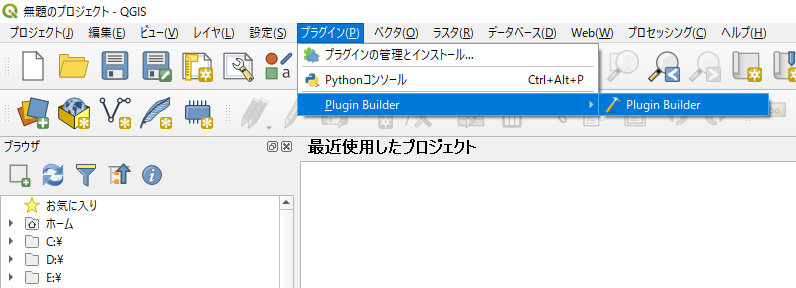 無題のプロジェクト - QGIS
プロジェクト(J) 編集(E) ビュー(V) レイヤ(L) 設定(S) プラグイン(P) ベクタ(O) ラスタ(R) データベース(D) Web(W) プロセッシング(C) ヘルプ(H)
プラグインの管理とインストール...
Pythonコンソール Ctrl+Alt+P
Plugin Builder
Plugin Builder
ブラウザ
最近使用したプロジェクト
お気に入り
ホーム
C:¥
D:¥
E:¥